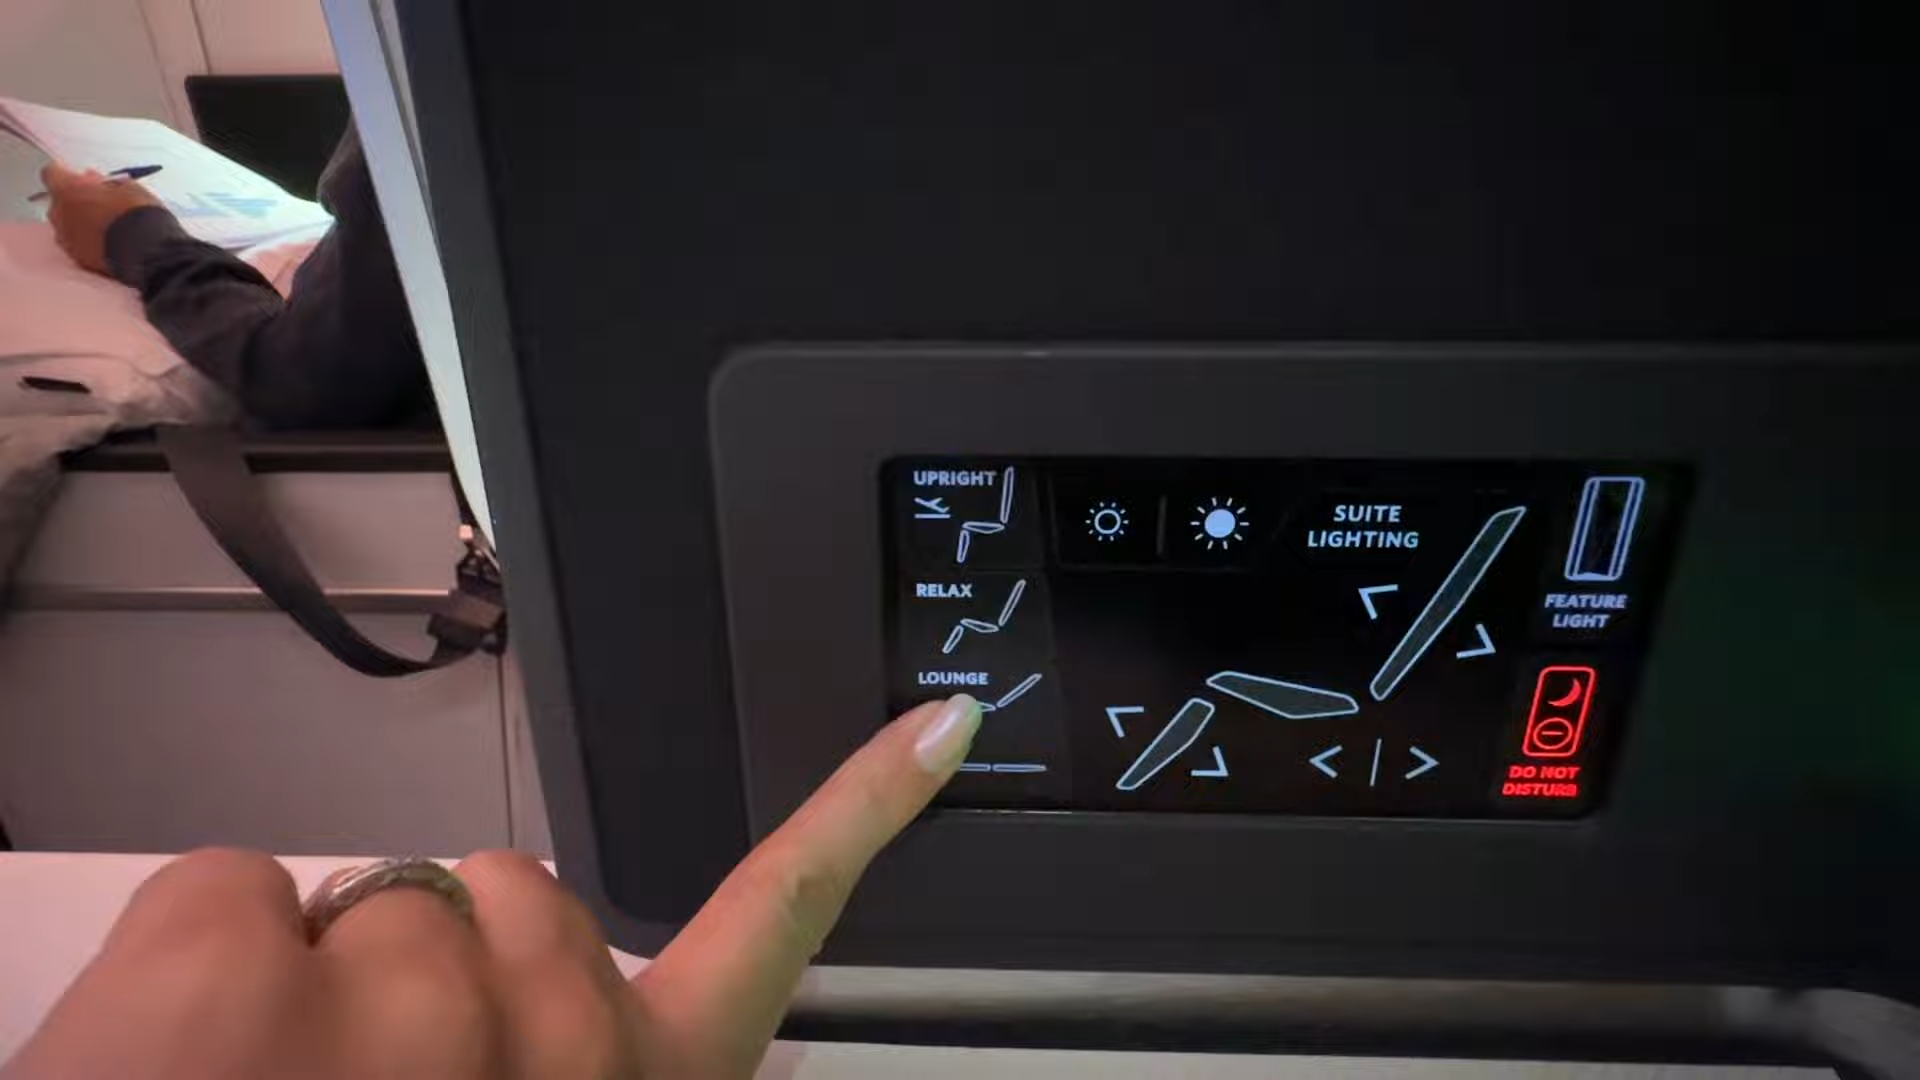 UPRIGHT
RELAX
LOUNGE
SUITE
LIGHTING
FEATURE
LIGHT
DO NOT
DISTURB